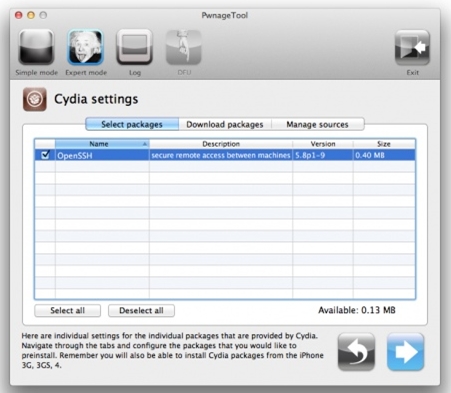 PwnageTool
Simple mode Expert mode Log DFU Exit
Cydia settings
Select packages Download packages Manage sources
Name Description Version Size
OpenSSH secure remote access between machines 5.8p1-9 0.40 MB
Select all Deselect all Available: 0.13 MB
Here are individual settings for the individual packages that are provided by Cydia.
Navigate through the tabs and configure the packages that you would like to
preinstall. Remember you will also be able to install Cydia packages from the iPhone
3G, 3GS, 4.